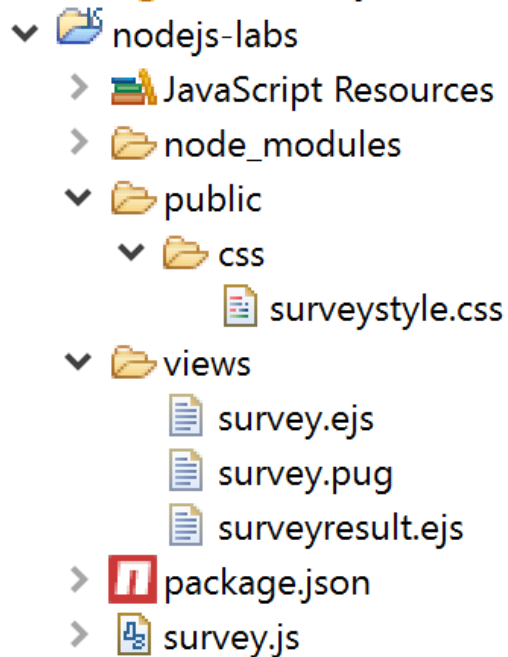 nodejs-labs
JavaScript Resources
node_modules
public
css
surveystyle.css
views
survey.ejs
survey.pug
surveyresult.ejs
package.json
survey.js